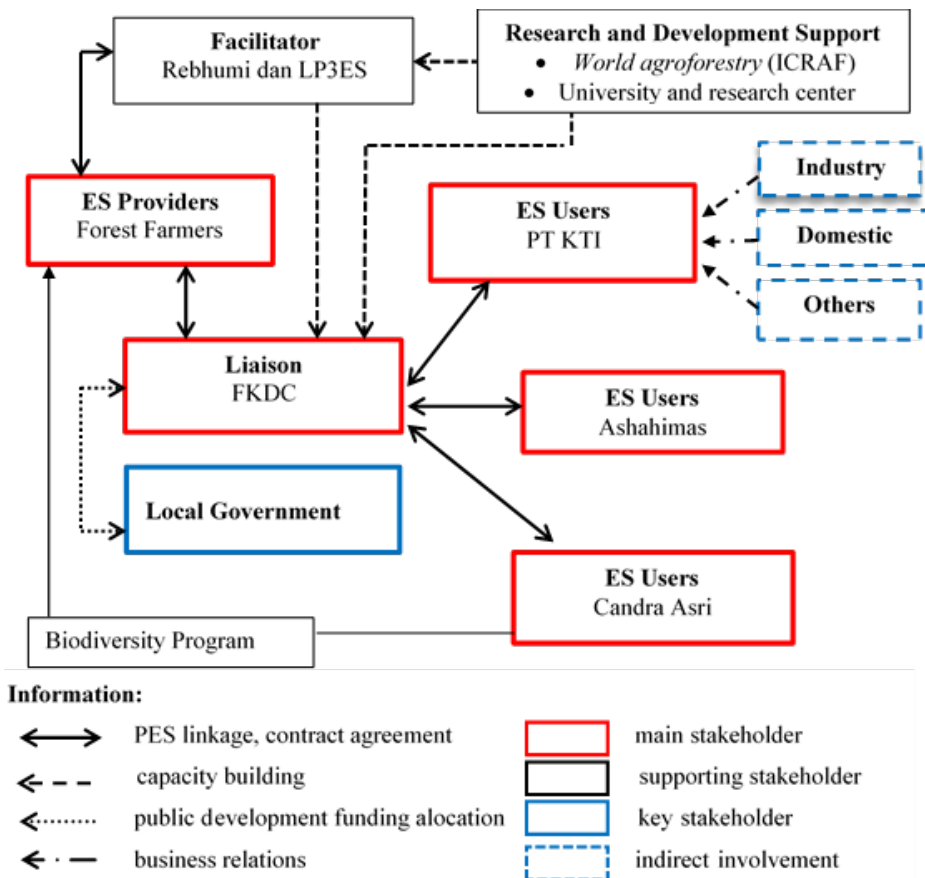 Facilitator
Rebhumi dan LP3ES
Research and Development Support
• World agroforestry (ICRAF)
• University and research center
ES Providers
Forest Farmers
ES Users
PT KTI
Industry
Domestic
Others
Liaison
FKDC
ES Users
Ashahimas
Local Government
ES Users
Candra Asri
Biodiversity Program
Information:
PES linkage, contract agreement
capacity building
public development funding alocation
business relations
main stakeholder
supporting stakeholder
key stakeholder
indirect involvement